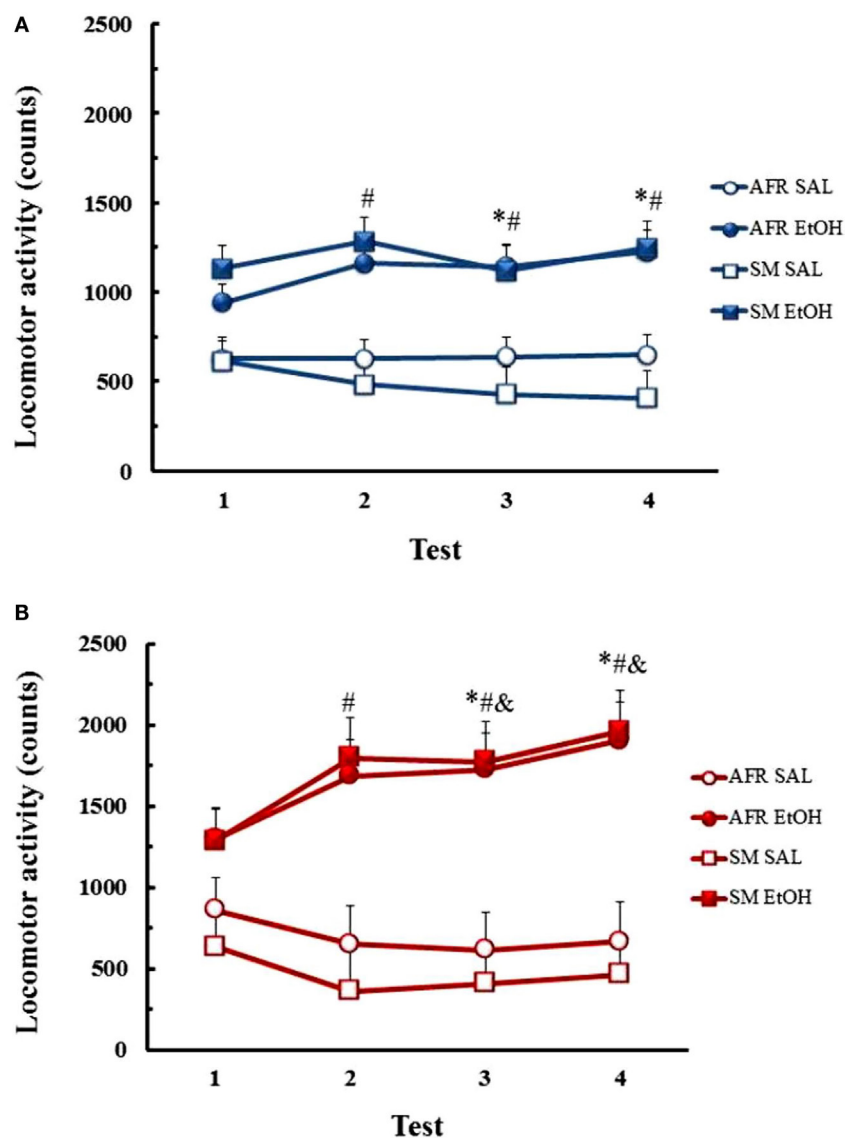 A
Locomotor activity (counts)
2500
2000
1500
1000
500
0
#
*#
*#
1 2 3 4
Test
AFR SAL
AFR EtOH
SM SAL
SM EtOH
B
Locomotor activity (counts)
2500
2000
1500
1000
500
0
#
*#&
*#&
1 2 3 4
Test
AFR SAL
AFR EtOH
SM SAL
SM EtOH